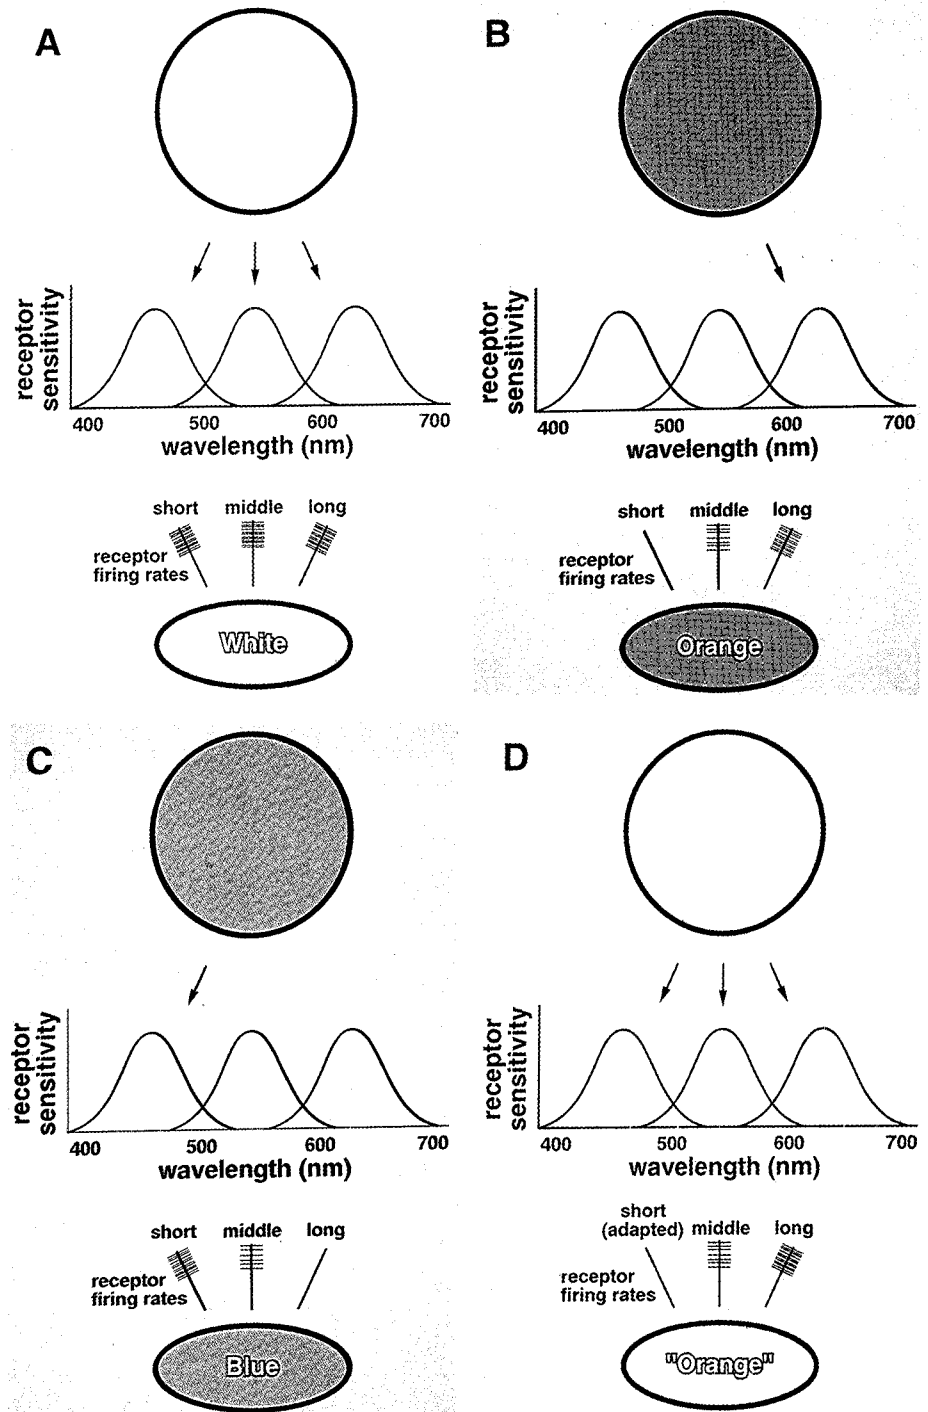 A
receptor
sensitivity
400 500 600 700
wavelength (nm)
short middle long
receptor
firing rates
White
B
receptor
sensitivity
400 500 600 700
wavelength (nm)
short middle long
receptor
firing rates
Orange
C
receptor
sensitivity
400 500 600 700
wavelength (nm)
short middle long
receptor
firing rates
Blue
D
receptor
sensitivity
400 500 600 700
wavelength (nm)
short
(adapted) middle long
receptor
firing rates
"Orange"